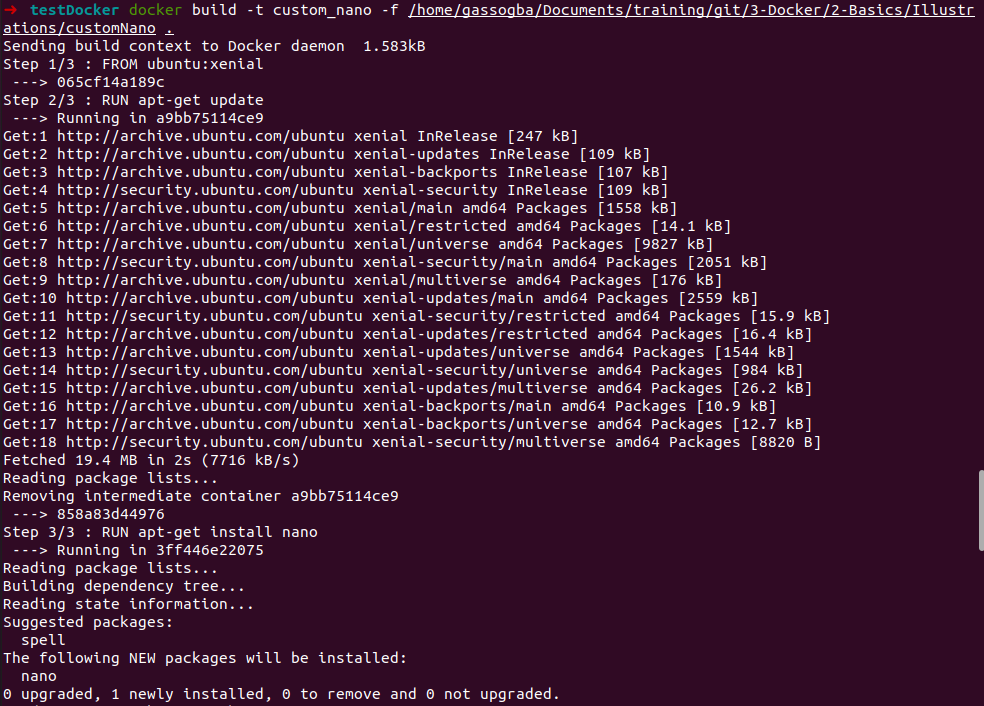 ➜ testDocker docker build -t custom_nano -f /home/gassogba/Documents/training/git/3-Docker/2-Basics/Illustr
ations/customNano .
Sending build context to Docker daemon  1.583kB
Step 1/3 : FROM ubuntu:xenial
 ---> 065cf14a189c
Step 2/3 : RUN apt-get update
 ---> Running in a9bb75114ce9
Get:1 http://archive.ubuntu.com/ubuntu xenial InRelease [247 kB]
Get:2 http://archive.ubuntu.com/ubuntu xenial-updates InRelease [109 kB]
Get:3 http://archive.ubuntu.com/ubuntu xenial-backports InRelease [107 kB]
Get:4 http://security.ubuntu.com/ubuntu xenial-security InRelease [109 kB]
Get:5 http://archive.ubuntu.com/ubuntu xenial/main amd64 Packages [1558 kB]
Get:6 http://archive.ubuntu.com/ubuntu xenial/restricted amd64 Packages [14.1 kB]
Get:7 http://archive.ubuntu.com/ubuntu xenial/universe amd64 Packages [9827 kB]
Get:8 http://security.ubuntu.com/ubuntu xenial-security/main amd64 Packages [2051 kB]
Get:9 http://archive.ubuntu.com/ubuntu xenial/multiverse amd64 Packages [176 kB]
Get:10 http://archive.ubuntu.com/ubuntu xenial-updates/main amd64 Packages [2559 kB]
Get:11 http://security.ubuntu.com/ubuntu xenial-security/restricted amd64 Packages [15.9 kB]
Get:12 http://archive.ubuntu.com/ubuntu xenial-updates/restricted amd64 Packages [16.4 kB]
Get:13 http://archive.ubuntu.com/ubuntu xenial-updates/universe amd64 Packages [1544 kB]
Get:14 http://security.ubuntu.com/ubuntu xenial-security/universe amd64 Packages [984 kB]
Get:15 http://archive.ubuntu.com/ubuntu xenial-updates/multiverse amd64 Packages [26.2 kB]
Get:16 http://archive.ubuntu.com/ubuntu xenial-backports/main amd64 Packages [10.9 kB]
Get:17 http://archive.ubuntu.com/ubuntu xenial-backports/universe amd64 Packages [12.7 kB]
Get:18 http://security.ubuntu.com/ubuntu xenial-security/multiverse amd64 Packages [8820 B]
Fetched 19.4 MB in 2s (7716 kB/s)
Reading package lists...
Removing intermediate container a9bb75114ce9
 ---> 858a83d44976
Step 3/3 : RUN apt-get install nano
 ---> Running in 3ff446e22075
Reading package lists...
Building dependency tree...
Reading state information...
Suggested packages:
  spell
The following NEW packages will be installed:
  nano
0 upgraded, 1 newly installed, 0 to remove and 0 not upgraded.